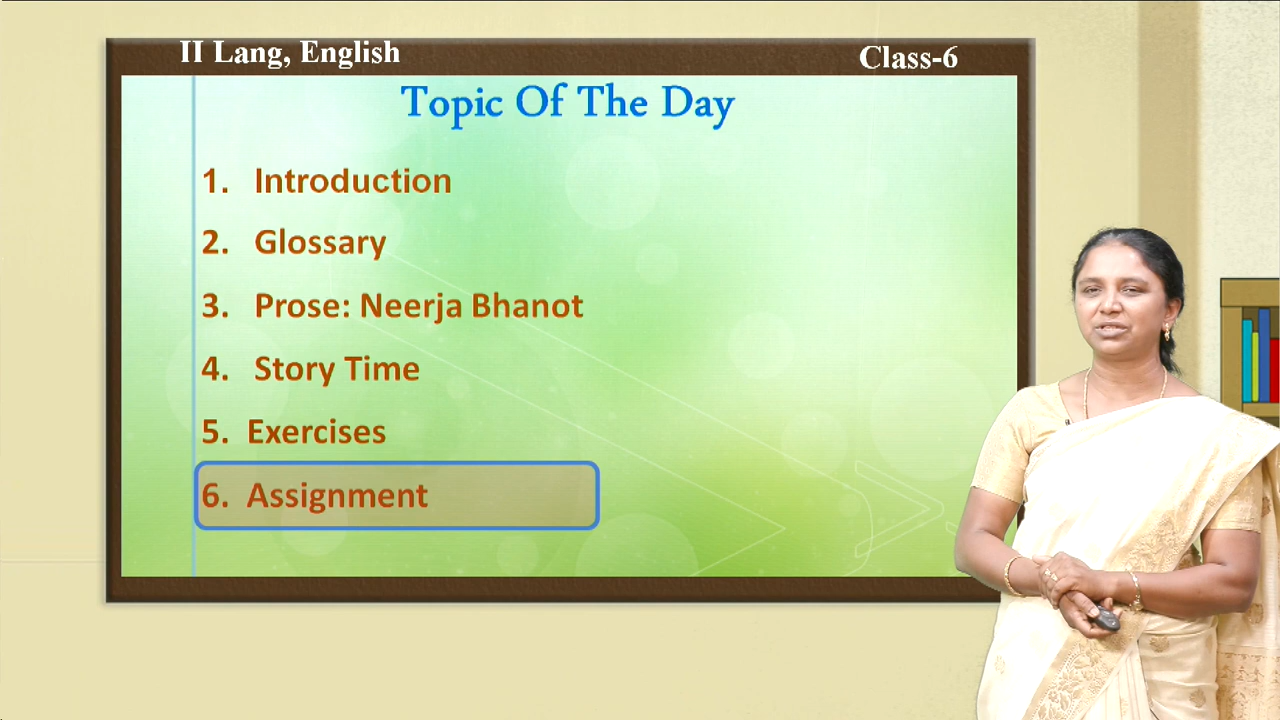 II Lang, English
Class-6
Topic Of The Day
1. Introduction
2. Glossary
3. Prose: Neerja Bhanot
4. Story Time
5. Exercises
6. Assignment